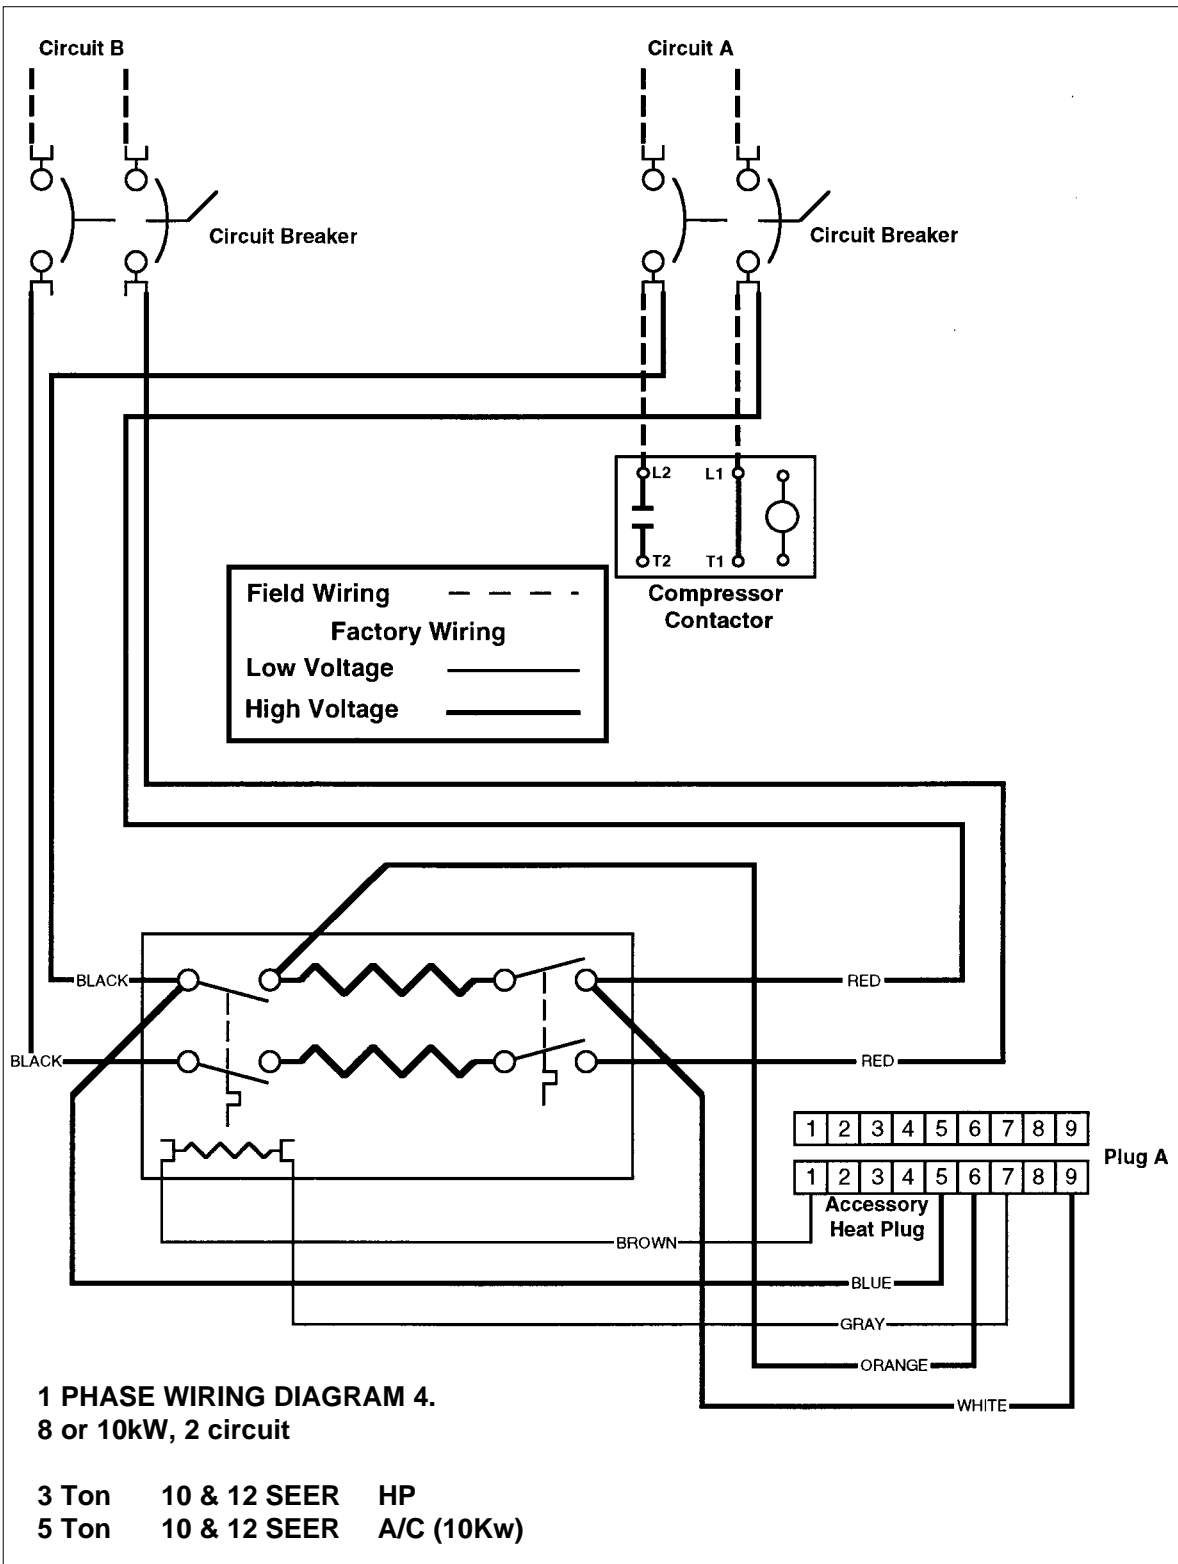 Circuit B
Circuit A
Circuit Breaker
Circuit Breaker
L2
L1
T2
T1
Compressor
Contactor
Field Wiring
Factory Wiring
Low Voltage
High Voltage
BLACK
RED
BLACK
RED
1 2 3 4 5 6 7 8 9
Plug A
1 2 3 4 5 6 7 8 9
Accessory
Heat Plug
BROWN
BLUE
GRAY
ORANGE
WHITE
1 PHASE WIRING DIAGRAM 4.
8 or 10kW, 2 circuit
3 Ton 10 & 12 SEER HP
5 Ton 10 & 12 SEER A/C (10Kw)